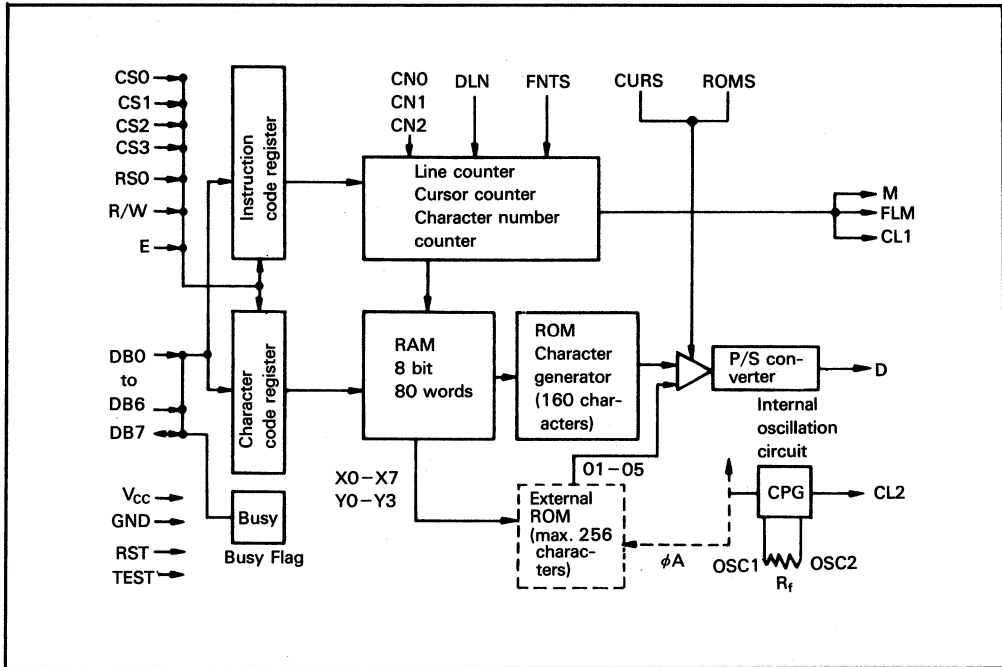 CS0
CS1
CS2
CS3
RS0
R/W
E
DB0
to
DB6
DB7
VCC
GND
RST
TEST
Instruction
code register
Character
code register
Busy
Busy Flag
CN0
CN1
CN2
DLN
FNTS
CURS
ROMS
Line counter
Cursor counter
Character number
counter
M
FLM
CL1
RAM
8 bit
80 words
ROM
Character
generator
(160 char-
acters)
P/S con-
verter
D
Internal
oscillation
circuit
X0-X7
Y0-Y3
01-05
External
ROM
(max. 256
charac-
ters)
φA
CPG
CL2
OSC1
OSC2
Rf